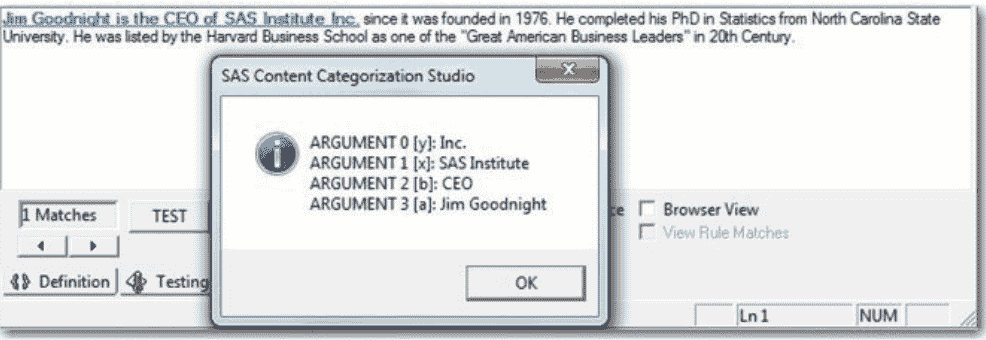 Jim Goodnight is the CEO of SAS Institute Inc. since it was founded in 1976. He completed his PhD in Statistics from North Carolina State
University. He was listed by the Harvard Business School as one of the "Great American Business Leaders" in 20th Century.
SAS Content Categorization Studio
ARGUMENT 0 [y]: Inc.
ARGUMENT 1 [x]: SAS Institute
ARGUMENT 2 [b]: CEO
ARGUMENT 3 [a]: Jim Goodnight
1 Matches
TEST
Browser View
View Rule Matches
Definition
Testing
OK
Ln 1
NUM